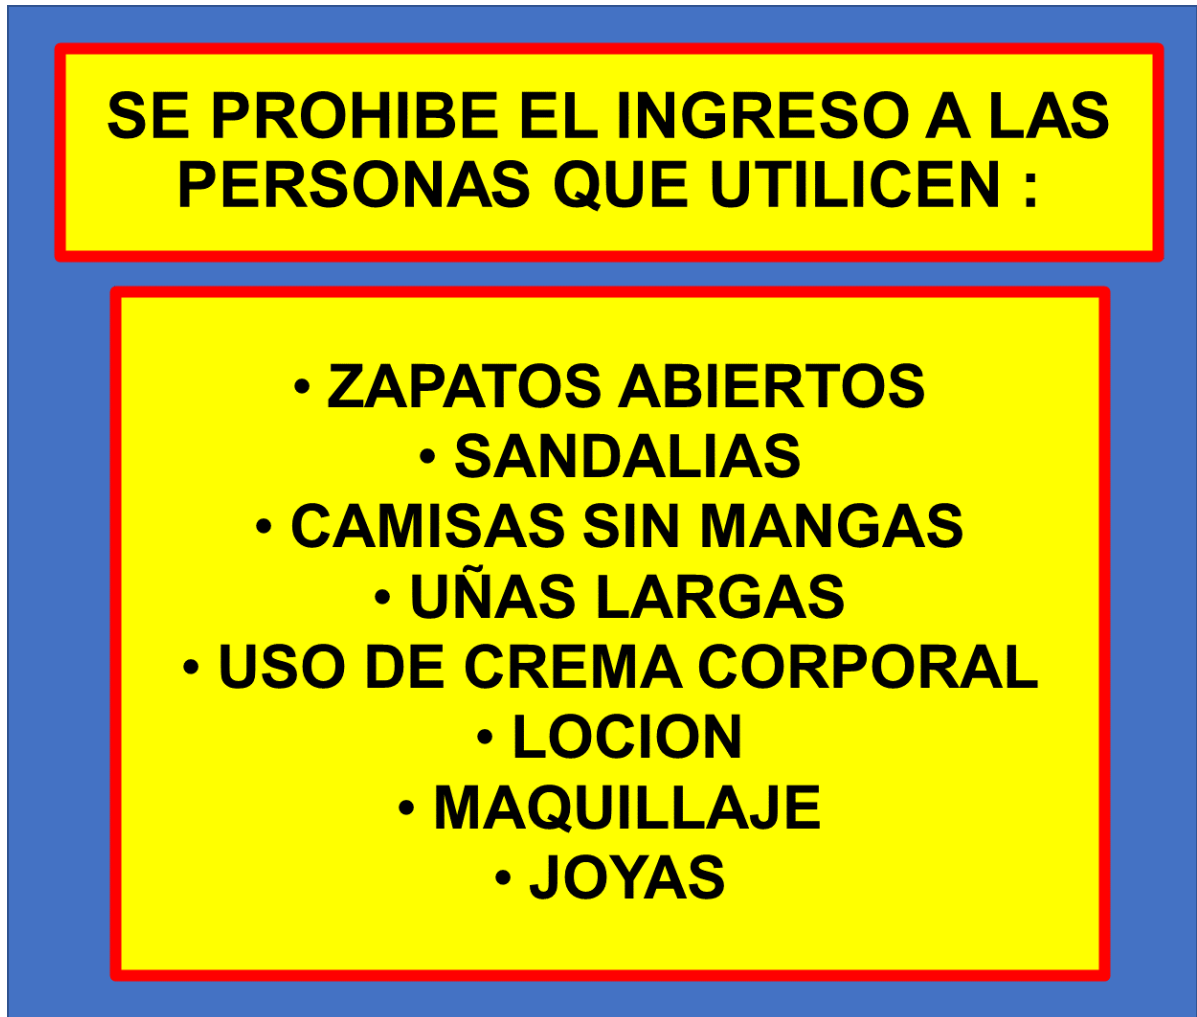 SE PROHIBE EL INGRESO A LAS
PERSONAS QUE UTILICEN :
• ZAPATOS ABIERTOS
• SANDALIAS
• CAMISAS SIN MANGAS
• UÑAS LARGAS
• USO DE CREMA CORPORAL
• LOCION
• MAQUILLAJE
• JOYAS